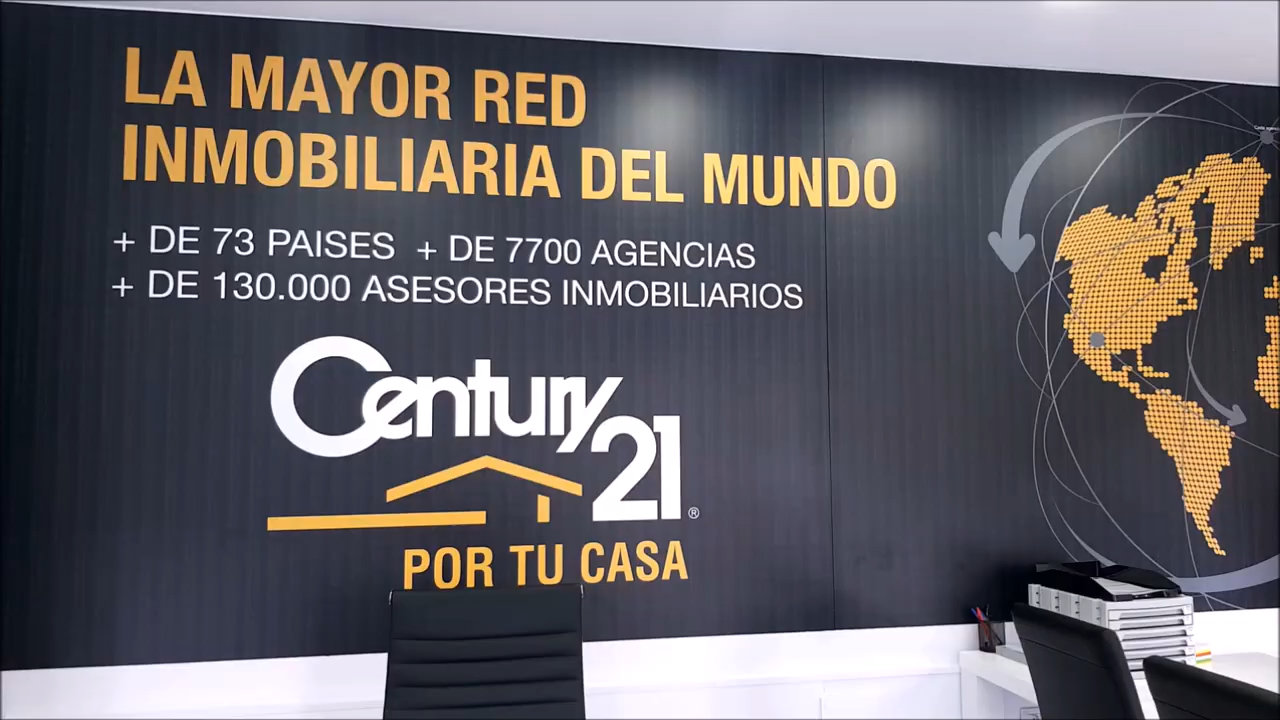 LA MAYOR RED
INMOBILIARIA DEL MUNDO
+ DE 73 PAISES + DE 7700 AGENCIAS
+ DE 130.000 ASESORES INMOBILIARIOS
Century
21®
POR TU CASA